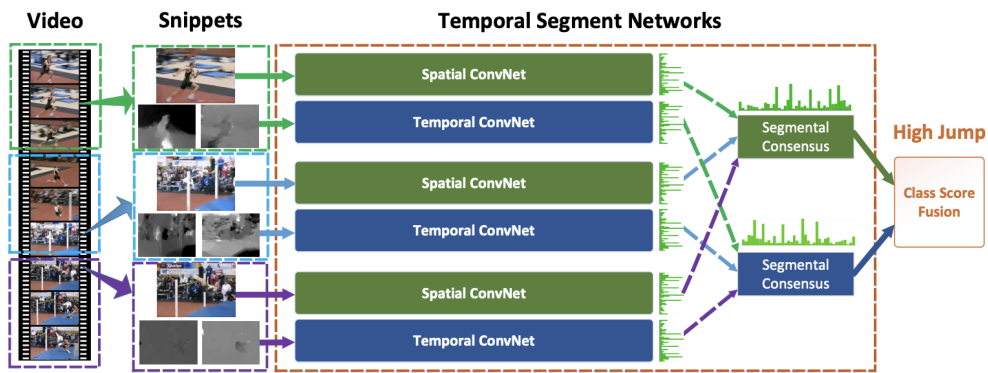 Video
Snippets
Temporal Segment Networks
Spatial ConvNet
Temporal ConvNet
Spatial ConvNet
Temporal ConvNet
Spatial ConvNet
Temporal ConvNet
Segmental
Consensus
Segmental
Consensus
High Jump
Class Score
Fusion